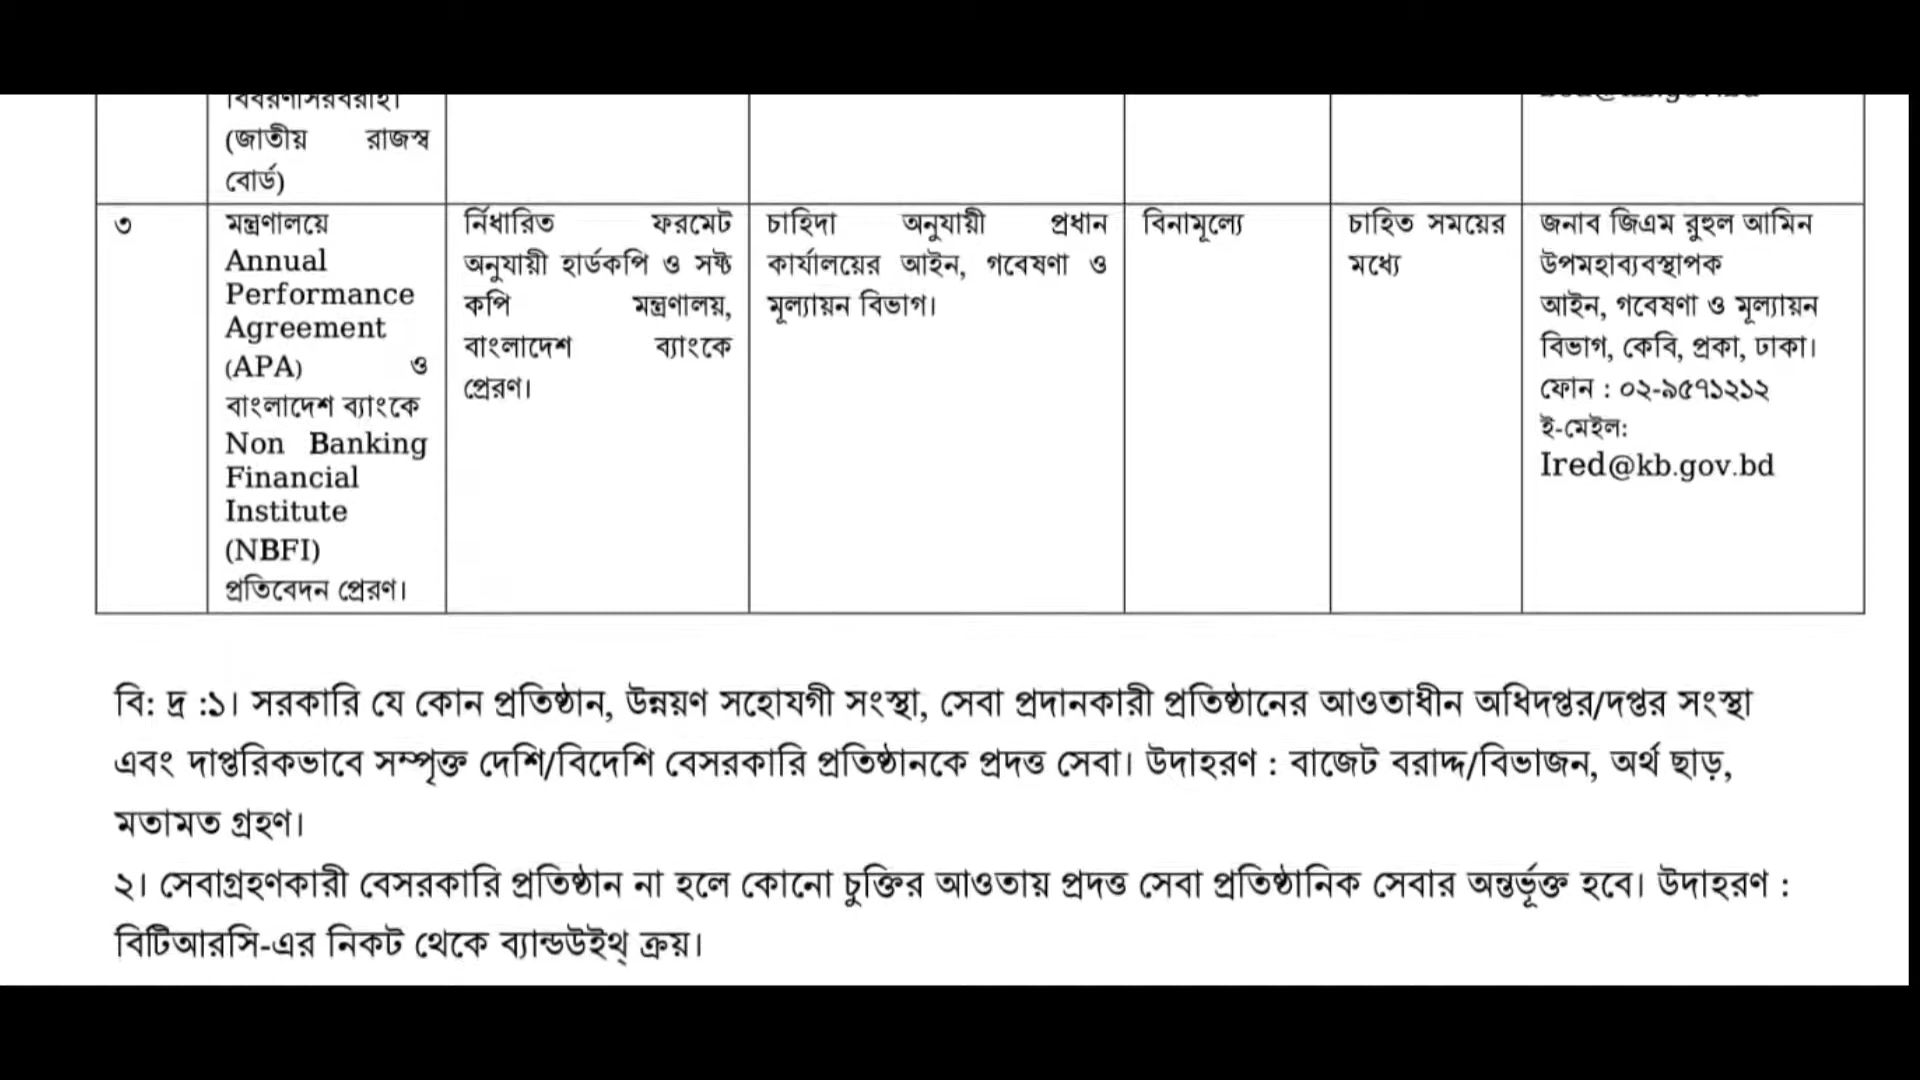 (জাতীয় রাজস্ব
বোর্ড)
৩
মন্ত্রণালয়ে
Annual
Performance
Agreement
(APA) ও
বাংলাদেশ ব্যাংকে
Non Banking
Financial
Institute
(NBFI)
প্রতিবেদন প্রেরণ।
র্নিধারিত ফরমেট
অনুযায়ী হার্ডকপি ও সফ্ট
কপি মন্ত্রণালয়,
বাংলাদেশ ব্যাংকে
প্রেরণ।
চাহিদা অনুযায়ী প্রধান
কার্যালয়ের আইন, গবেষণা ও
মূল্যায়ন বিভাগ।
বিনামূল্যে
চাহিত সময়ের
মধ্যে
জনাব জিএম রুহুল আমিন
উপমহাব্যবস্থাপক
আইন, গবেষণা ও মূল্যায়ন
বিভাগ, কেবি, প্রকা, ঢাকা।
ফোন : ০২-৯৫৭১২১২
ই-মেইল:
Ired@kb.gov.bd
বি: দ্র :১। সরকারি যে কোন প্রতিষ্ঠান, উন্নয়ণ সহোযগী সংস্থা, সেবা প্রদানকারী প্রতিষ্ঠানের আওতাধীন অধিদপ্তর/দপ্তর সংস্থা
এবং দাপ্তরিকভাবে সম্পৃক্ত দেশি/বিদেশি বেসরকারি প্রতিষ্ঠানকে প্রদত্ত সেবা। উদাহরণ : বাজেট বরাদ্দ/বিভাজন, অর্থ ছাড়,
মতামত গ্রহণ।
২। সেবাগ্রহণকারী বেসরকারি প্রতিষ্ঠান না হলে কোনো চুক্তির আওতায় প্রদত্ত সেবা প্রতিষ্ঠানিক সেবার অন্তর্ভূক্ত হবে। উদাহরণ :
বিটিআরসি-এর নিকট থেকে ব্যান্ডউইথ্ ক্রয়।